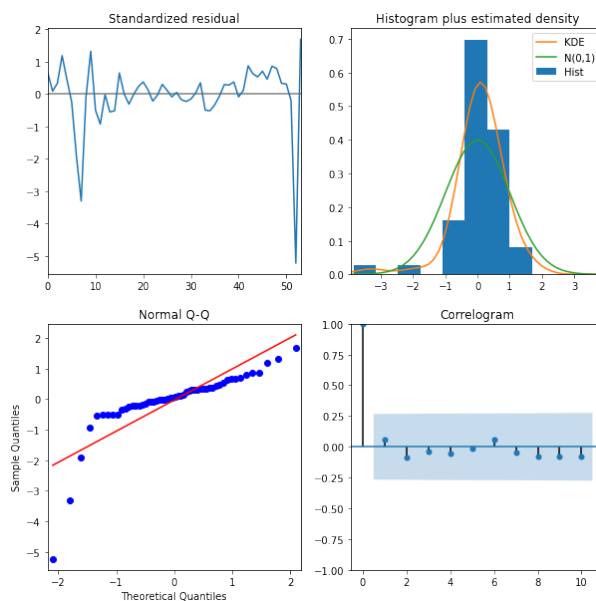 Standardized residual
2
1
0
−1
−2
−3
−4
−5
0 10 20 30 40 50
Histogram plus estimated density
KDE
N(0,1)
Hist
0.7
0.6
0.5
0.4
0.3
0.2
0.1
0.0
−3 −2 −1 0 1 2 3
Normal Q-Q
Sample Quantiles
2
1
0
−1
−2
−3
−4
−5
−2 −1 0 1 2
Theoretical Quantiles
Correlogram
1.00
0.75
0.50
0.25
0.00
−0.25
−0.50
−0.75
−1.00
0 2 4 6 8 10